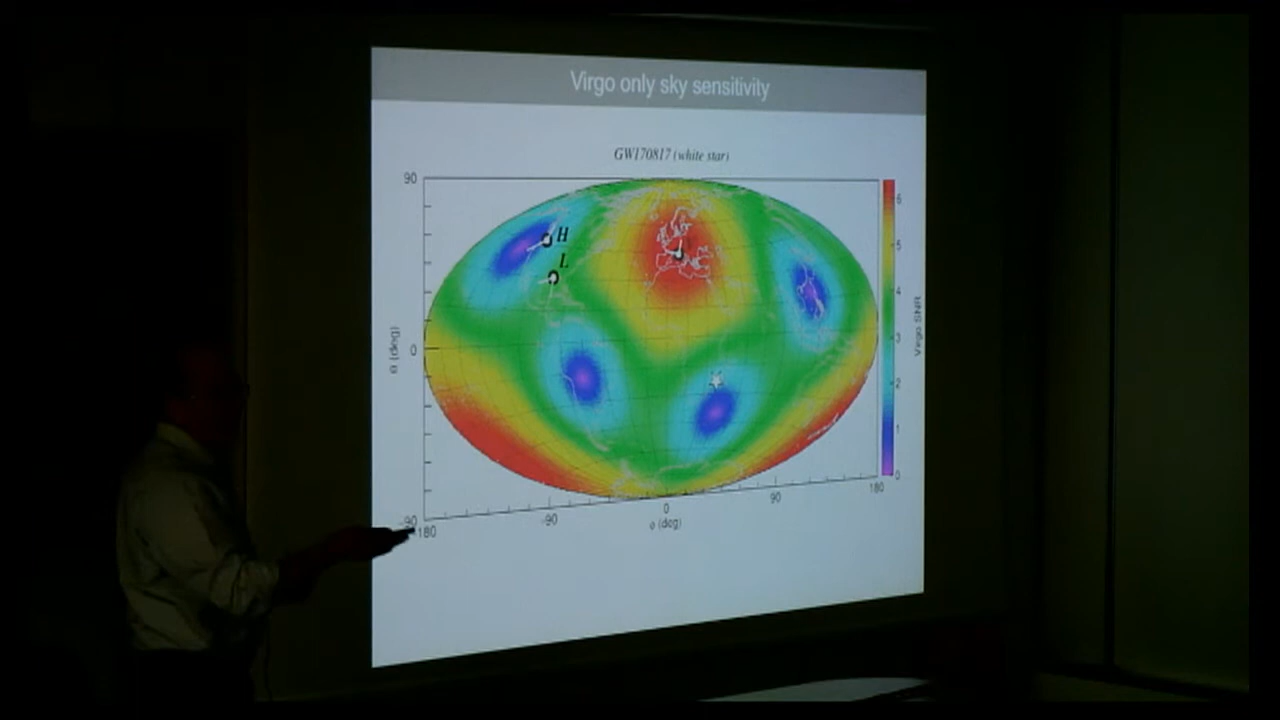 Virgo only sky sensitivity
GW170817 (white star)
90
6
H
5
L
4
Virgo SNR
θ (deg)
0
3
2
1
0
-90
-180
-90
0
90
180
φ (deg)